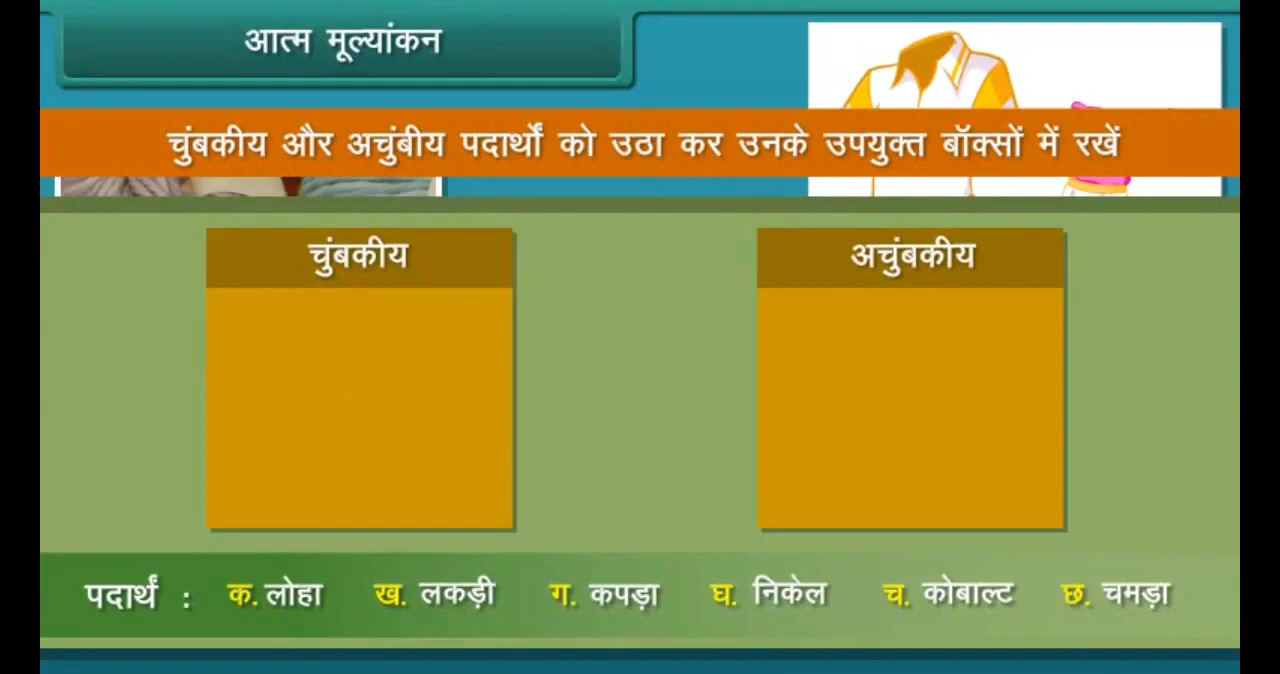 आत्म मूल्यांकन
चुंबकीय और अचुंबीय पदार्थों को उठा कर उनके उपयुक्त बॉक्सों में रखें
चुंबकीय
अचुंबकीय
पदार्थं : क. लोहा ख. लकड़ी ग. कपड़ा घ. निकेल च. कोबाल्ट छ. चमड़ा